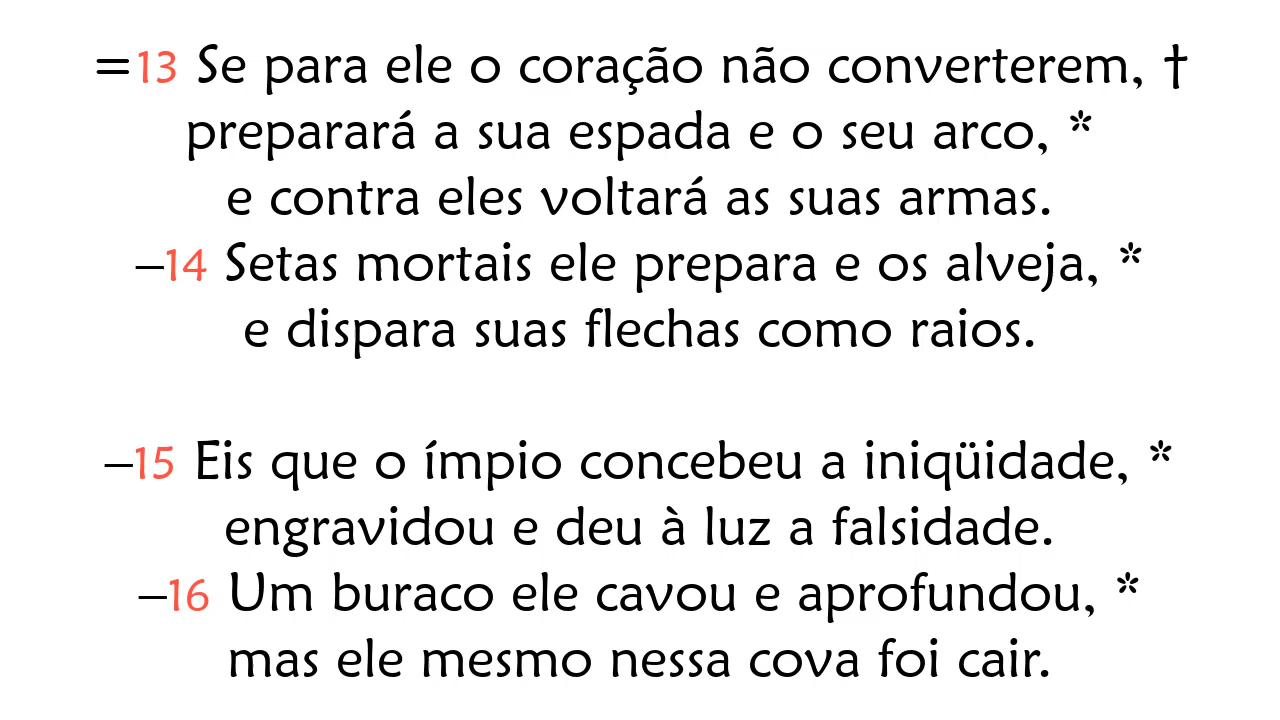 =13 Se para ele o coração não converterem, †
preparará a sua espada e o seu arco, *
e contra eles voltará as suas armas.
–14 Setas mortais ele prepara e os alveja, *
e dispara suas flechas como raios.
–15 Eis que o ímpio concebeu a iniqüidade, *
engravidou e deu à luz a falsidade.
–16 Um buraco ele cavou e aprofundou, *
mas ele mesmo nessa cova foi cair.